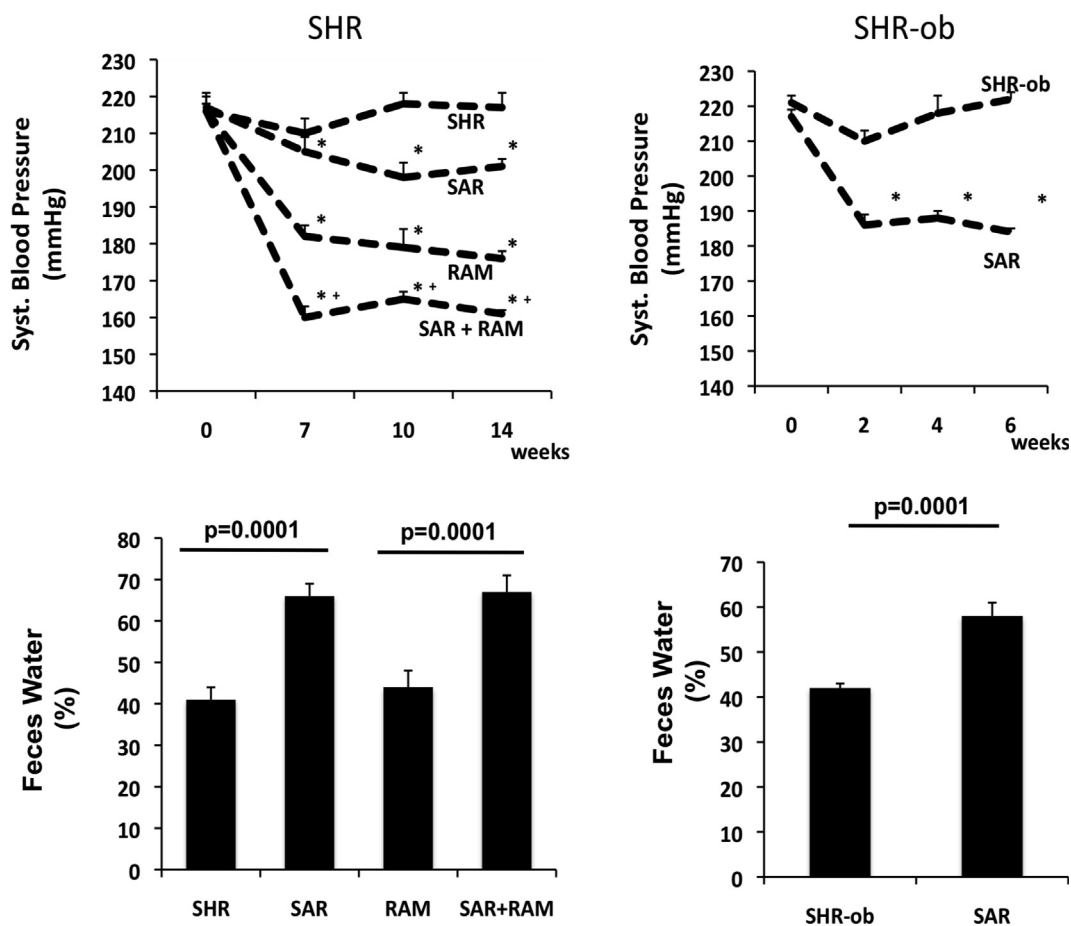 SHR
Syst. Blood Pressure
(mmHg)
230
220
210
200
190
180
170
160
150
140
SHR
* * *
SAR
* * *
RAM
* + * + * +
SAR + RAM
0 7 10 14
weeks
SHR-ob
Syst. Blood Pressure
(mmHg)
230
220
210
200
190
180
170
160
150
140
SHR-ob
* * *
SAR
0 2 4 6
weeks
p=0.0001 p=0.0001
Feces Water
(%)
80
70
60
50
40
30
20
10
0
SHR SAR RAM SAR+RAM
p=0.0001
Feces Water
(%)
70
60
50
40
30
20
10
0
SHR-ob SAR